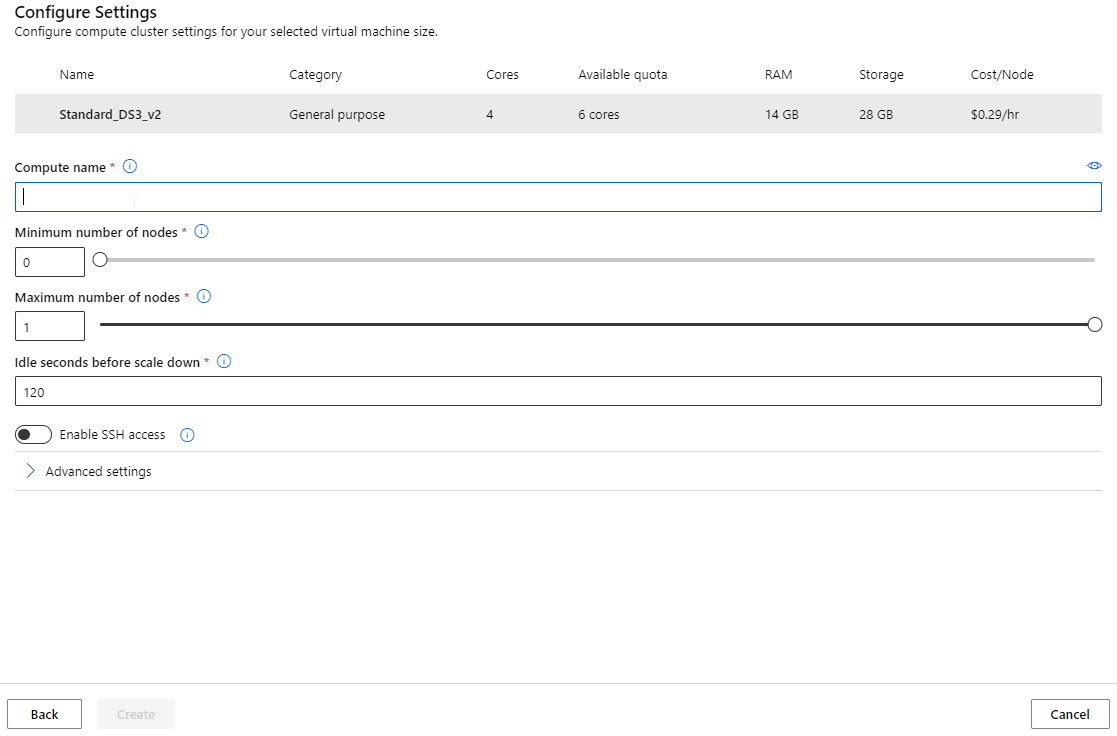 Configure Settings
Configure compute cluster settings for your selected virtual machine size.
Name Category Cores Available quota RAM Storage Cost/Node
Standard_DS3_v2 General purpose 4 6 cores 14 GB 28 GB $0.29/hr
Compute name *
Minimum number of nodes *
0
Maximum number of nodes *
1
Idle seconds before scale down *
120
Enable SSH access
Advanced settings
Back Create Cancel